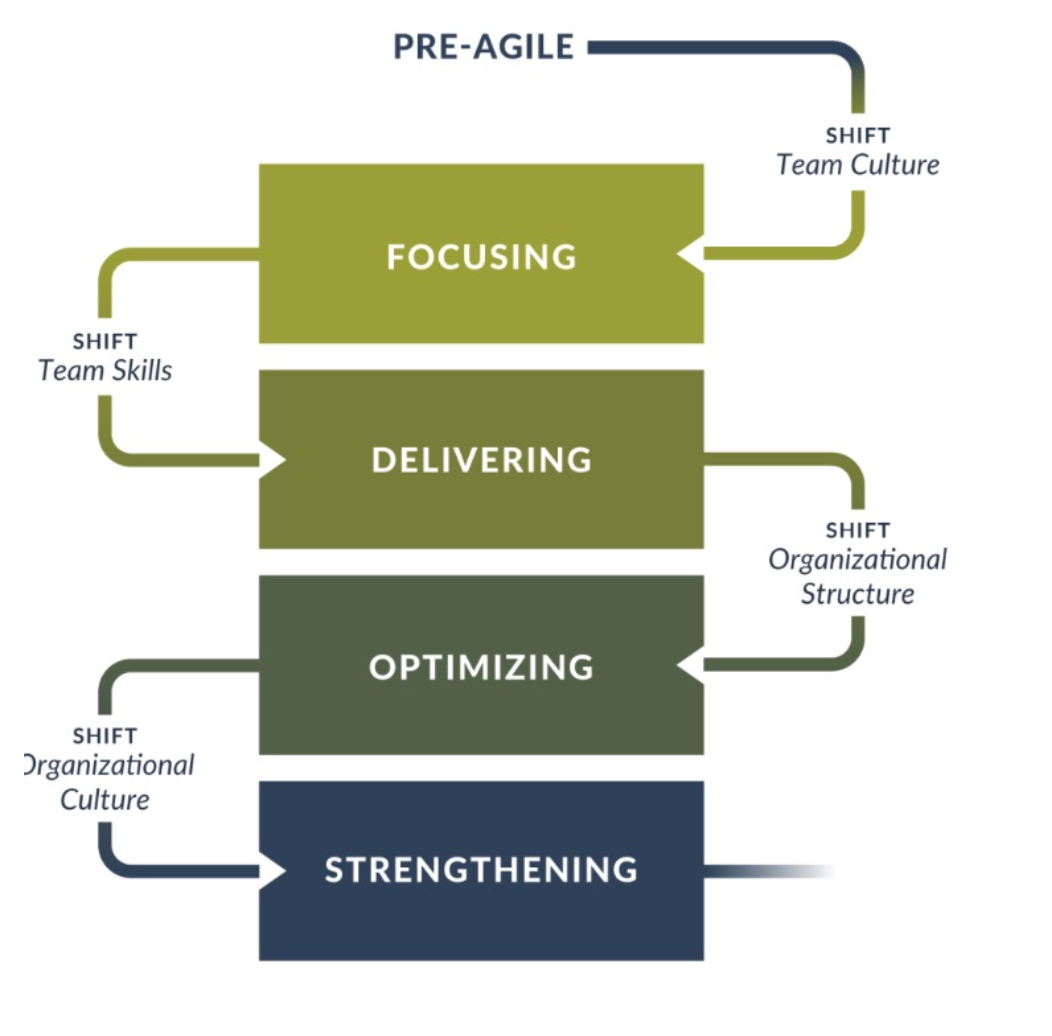 PRE-AGILE
SHIFT
Team Culture
FOCUSING
SHIFT
Team Skills
DELIVERING
SHIFT
Organizational
Structure
OPTIMIZING
SHIFT
Organizational
Culture
STRENGTHENING